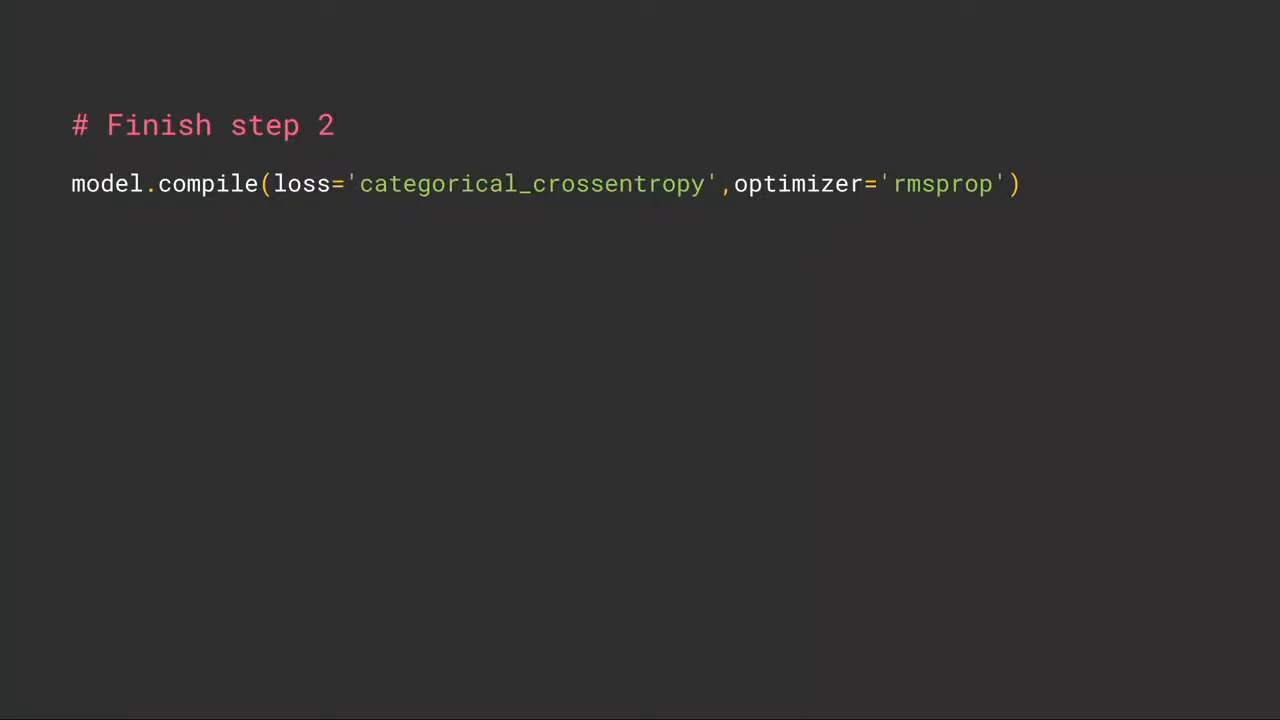 # Finish step 2
model.compile(loss='categorical_crossentropy',optimizer='rmsprop')